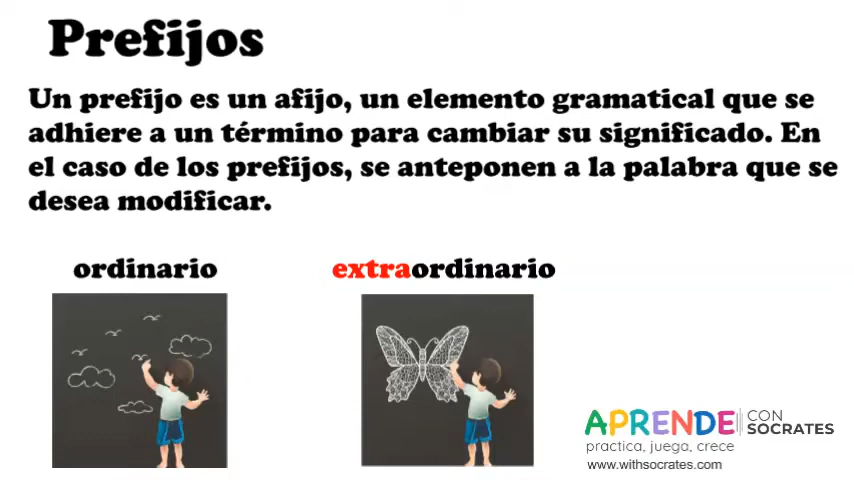 Prefijos
Un prefijo es un afijo, un elemento gramatical que se
adhiere a un término para cambiar su significado. En
el caso de los prefijos, se anteponen a la palabra que se
desea modificar.
ordinario
extraordinario
APRENDE CON
SOCRATES
practica, juega, crece
www.withsocrates.com